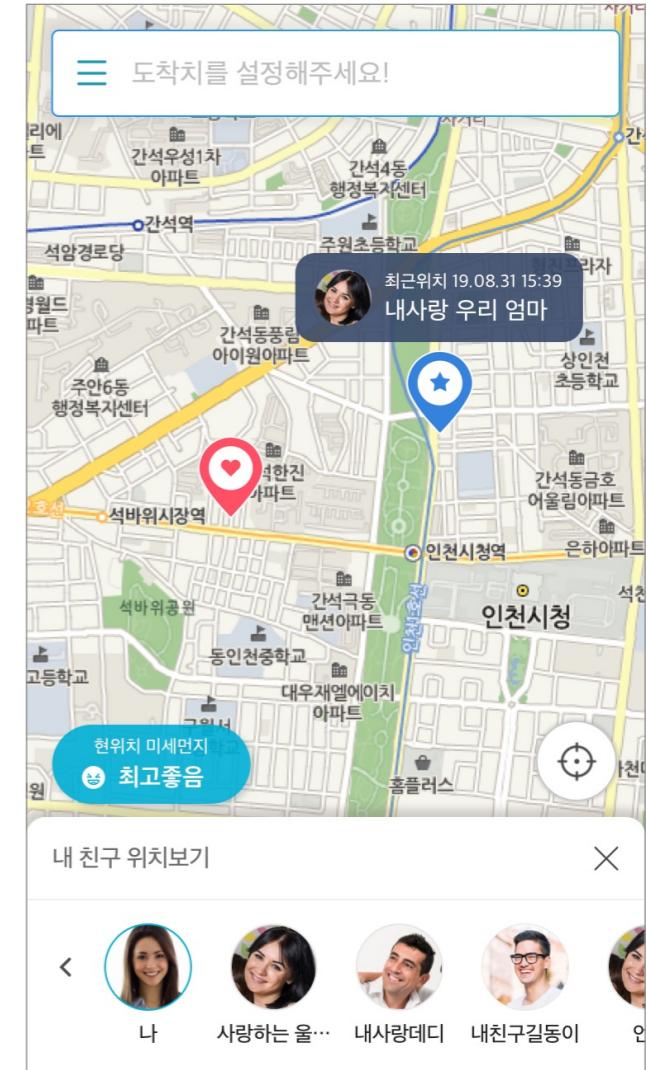 도착치를 설정해주세요!
사거리
간석우성1차
아파트
간석4동
행정복지센터
간석역
석암경로당
주원초등학교
최근위치 19.08.31 15:39
내사랑 우리 엄마
간석동풍림
아이원아파트
상인천
초등학교
주안6동
행정복지센터
간석동금호
어울림아파트
석바위시장역
인천시청역
은하아파트
석바위공원
간석극동
맨션아파트
인천1호선
인천시청
동인천중학교
고등학교
대우재엘에이치
아파트
현위치 미세먼지
최고좋음
홈플러스
내 친구 위치보기
나
사랑하는 울…
내사랑데디
내친구길동이